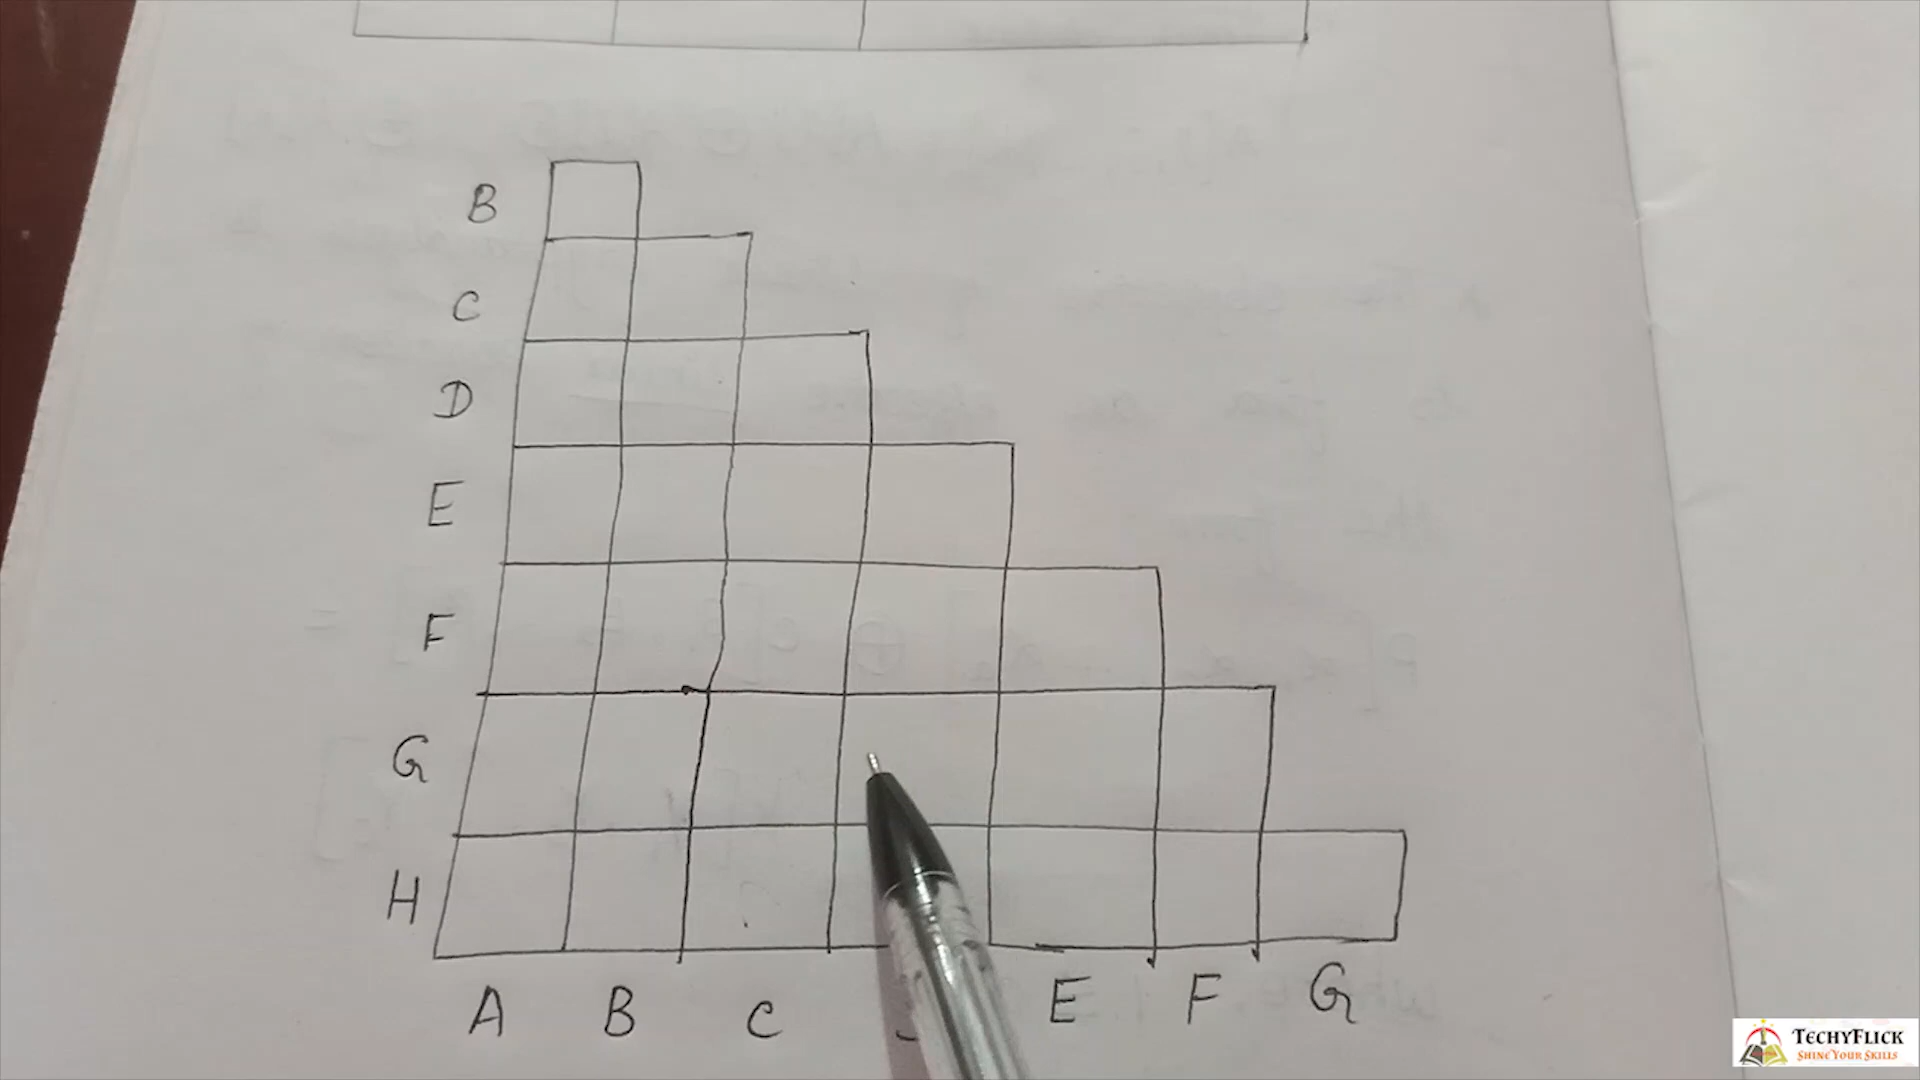 B
C
D
E
F
G
H
A B C E F G
TECHYFLICK
SHINE YOUR SKILLS